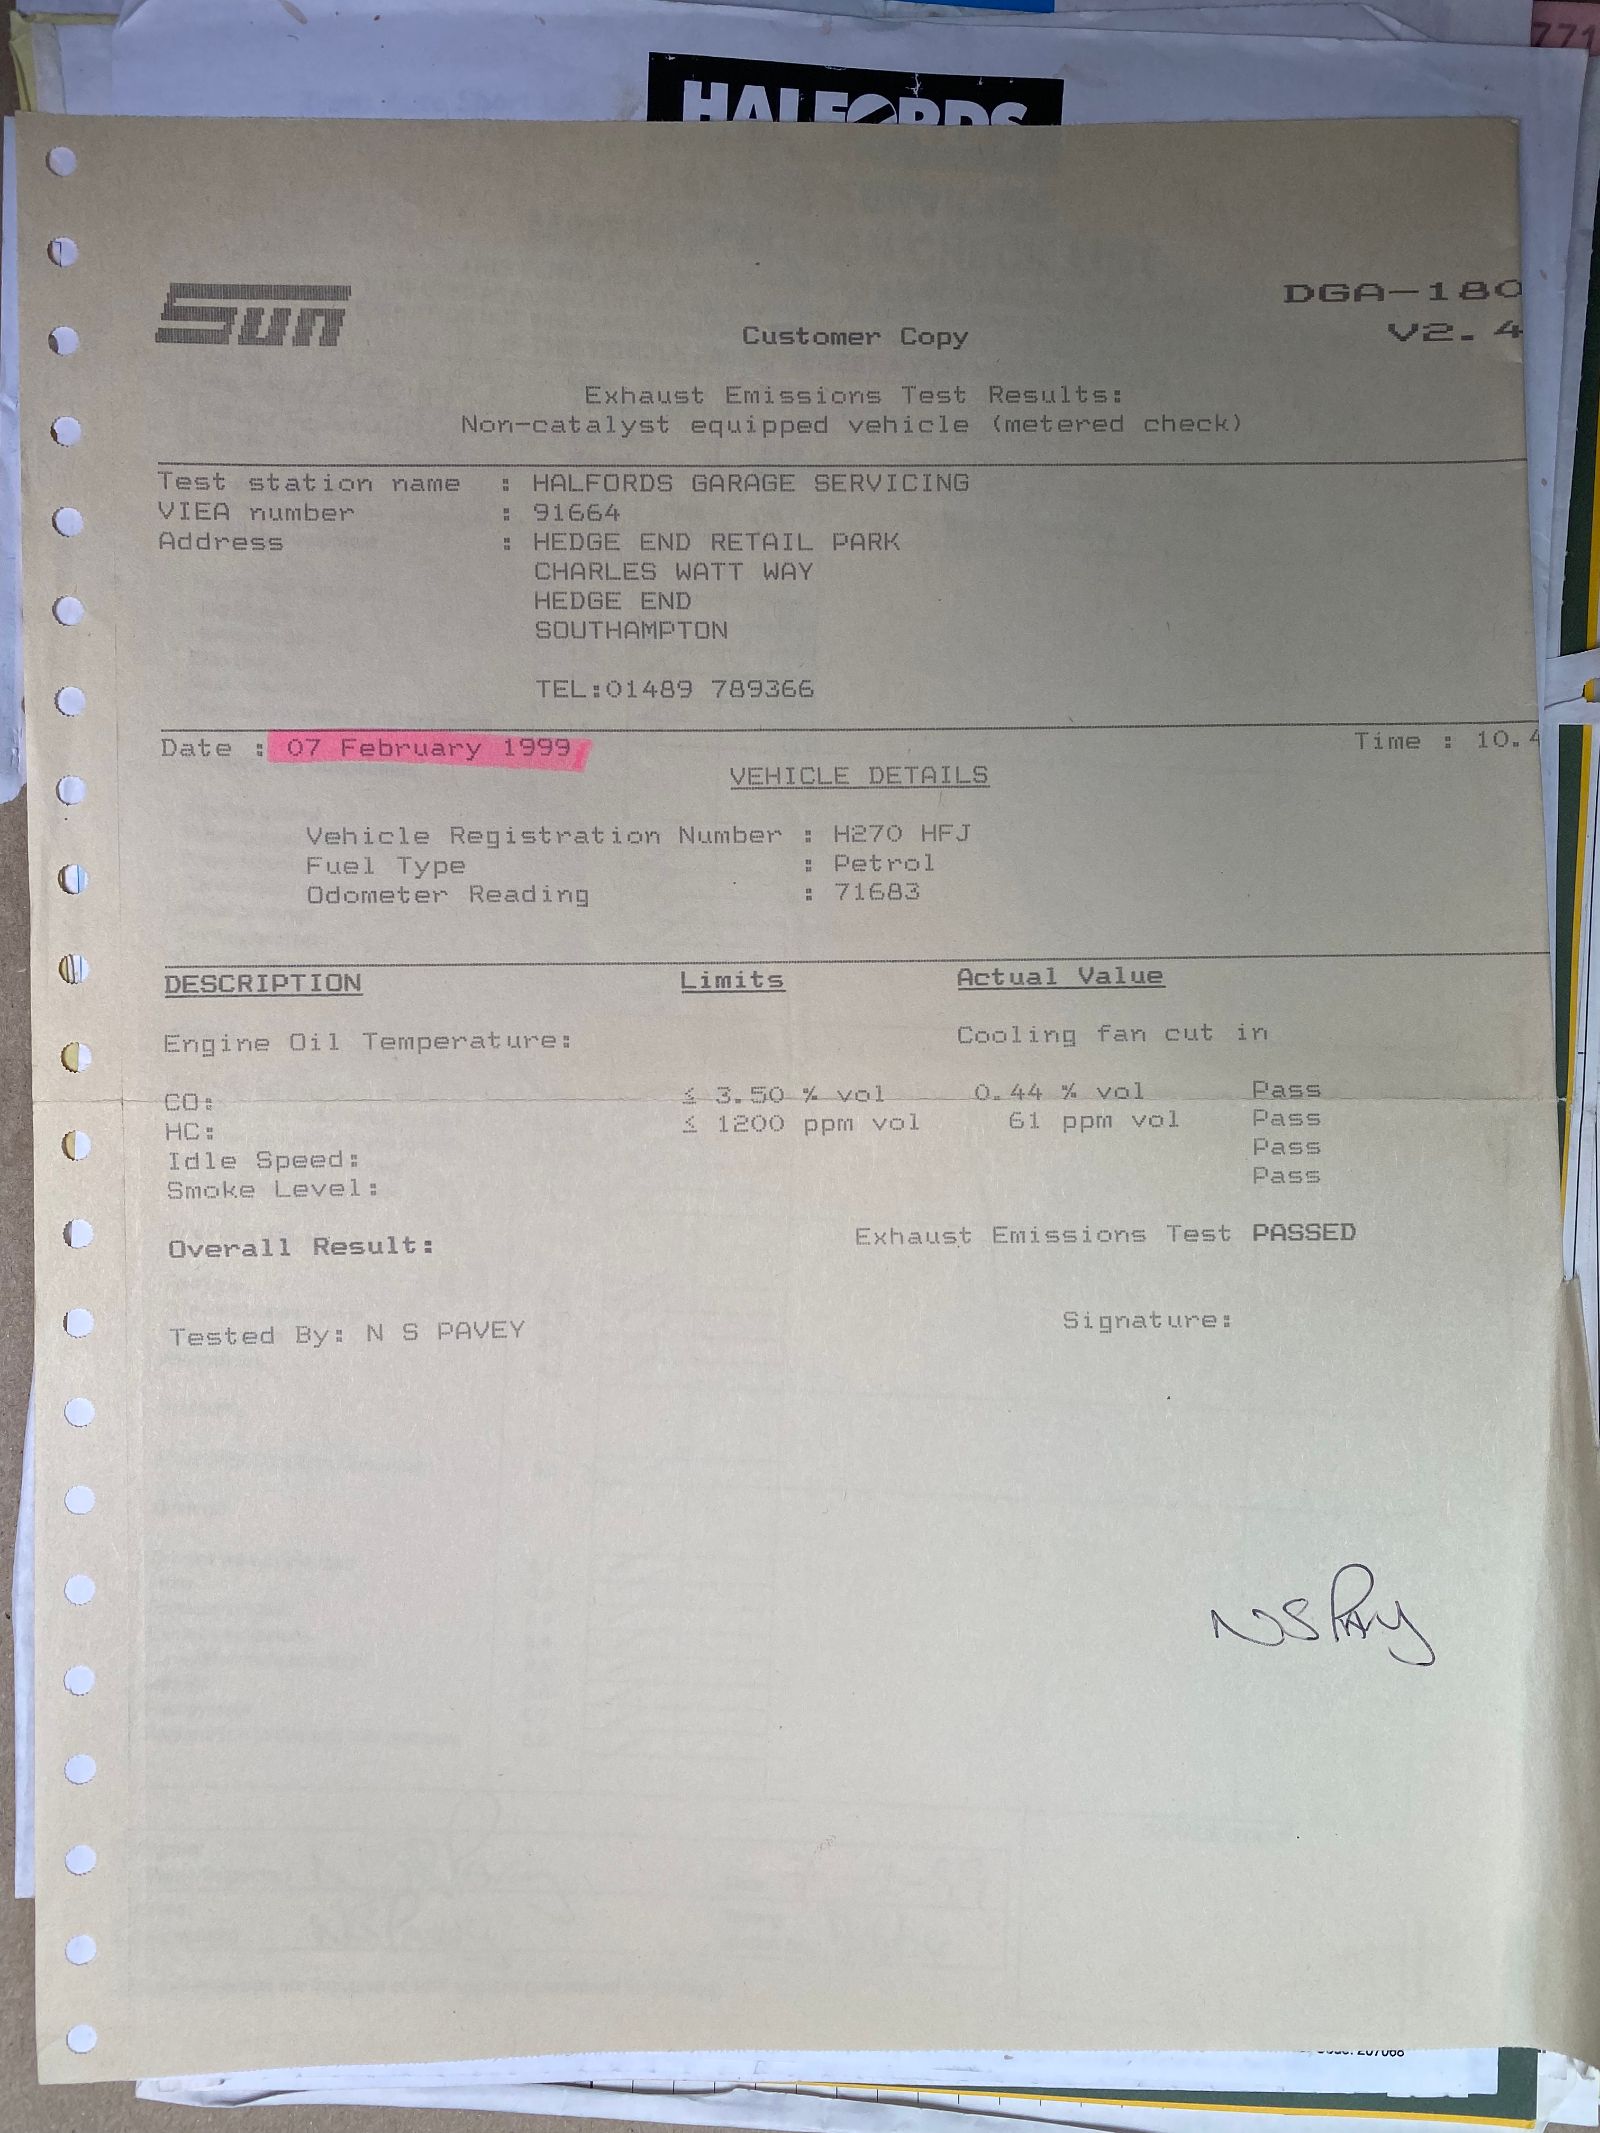 HALFORDS
Sun
DGA-180
V2.4
Customer Copy
Exhaust Emissions Test Results:
Non-catalyst equipped vehicle (metered check)
Test station name : HALFORDS GARAGE SERVICING
VIEA number : 91664
Address : HEDGE END RETAIL PARK
CHARLES WATT WAY
HEDGE END
SOUTHAMPTON
TEL:01489 789366
Date : 07 February 1999 Time : 10.4
VEHICLE DETAILS
Vehicle Registration Number : H270 HFJ
Fuel Type : Petrol
Odometer Reading : 71683
DESCRIPTION Limits Actual Value
Engine Oil Temperature: Cooling fan cut in
CO: ≤ 3.50 % vol 0.44 % vol Pass
HC: ≤ 1200 ppm vol 61 ppm vol Pass
Idle Speed: Pass
Smoke Level: Pass
Overall Result: Exhaust Emissions Test PASSED
Tested By: N S PAVEY Signature: